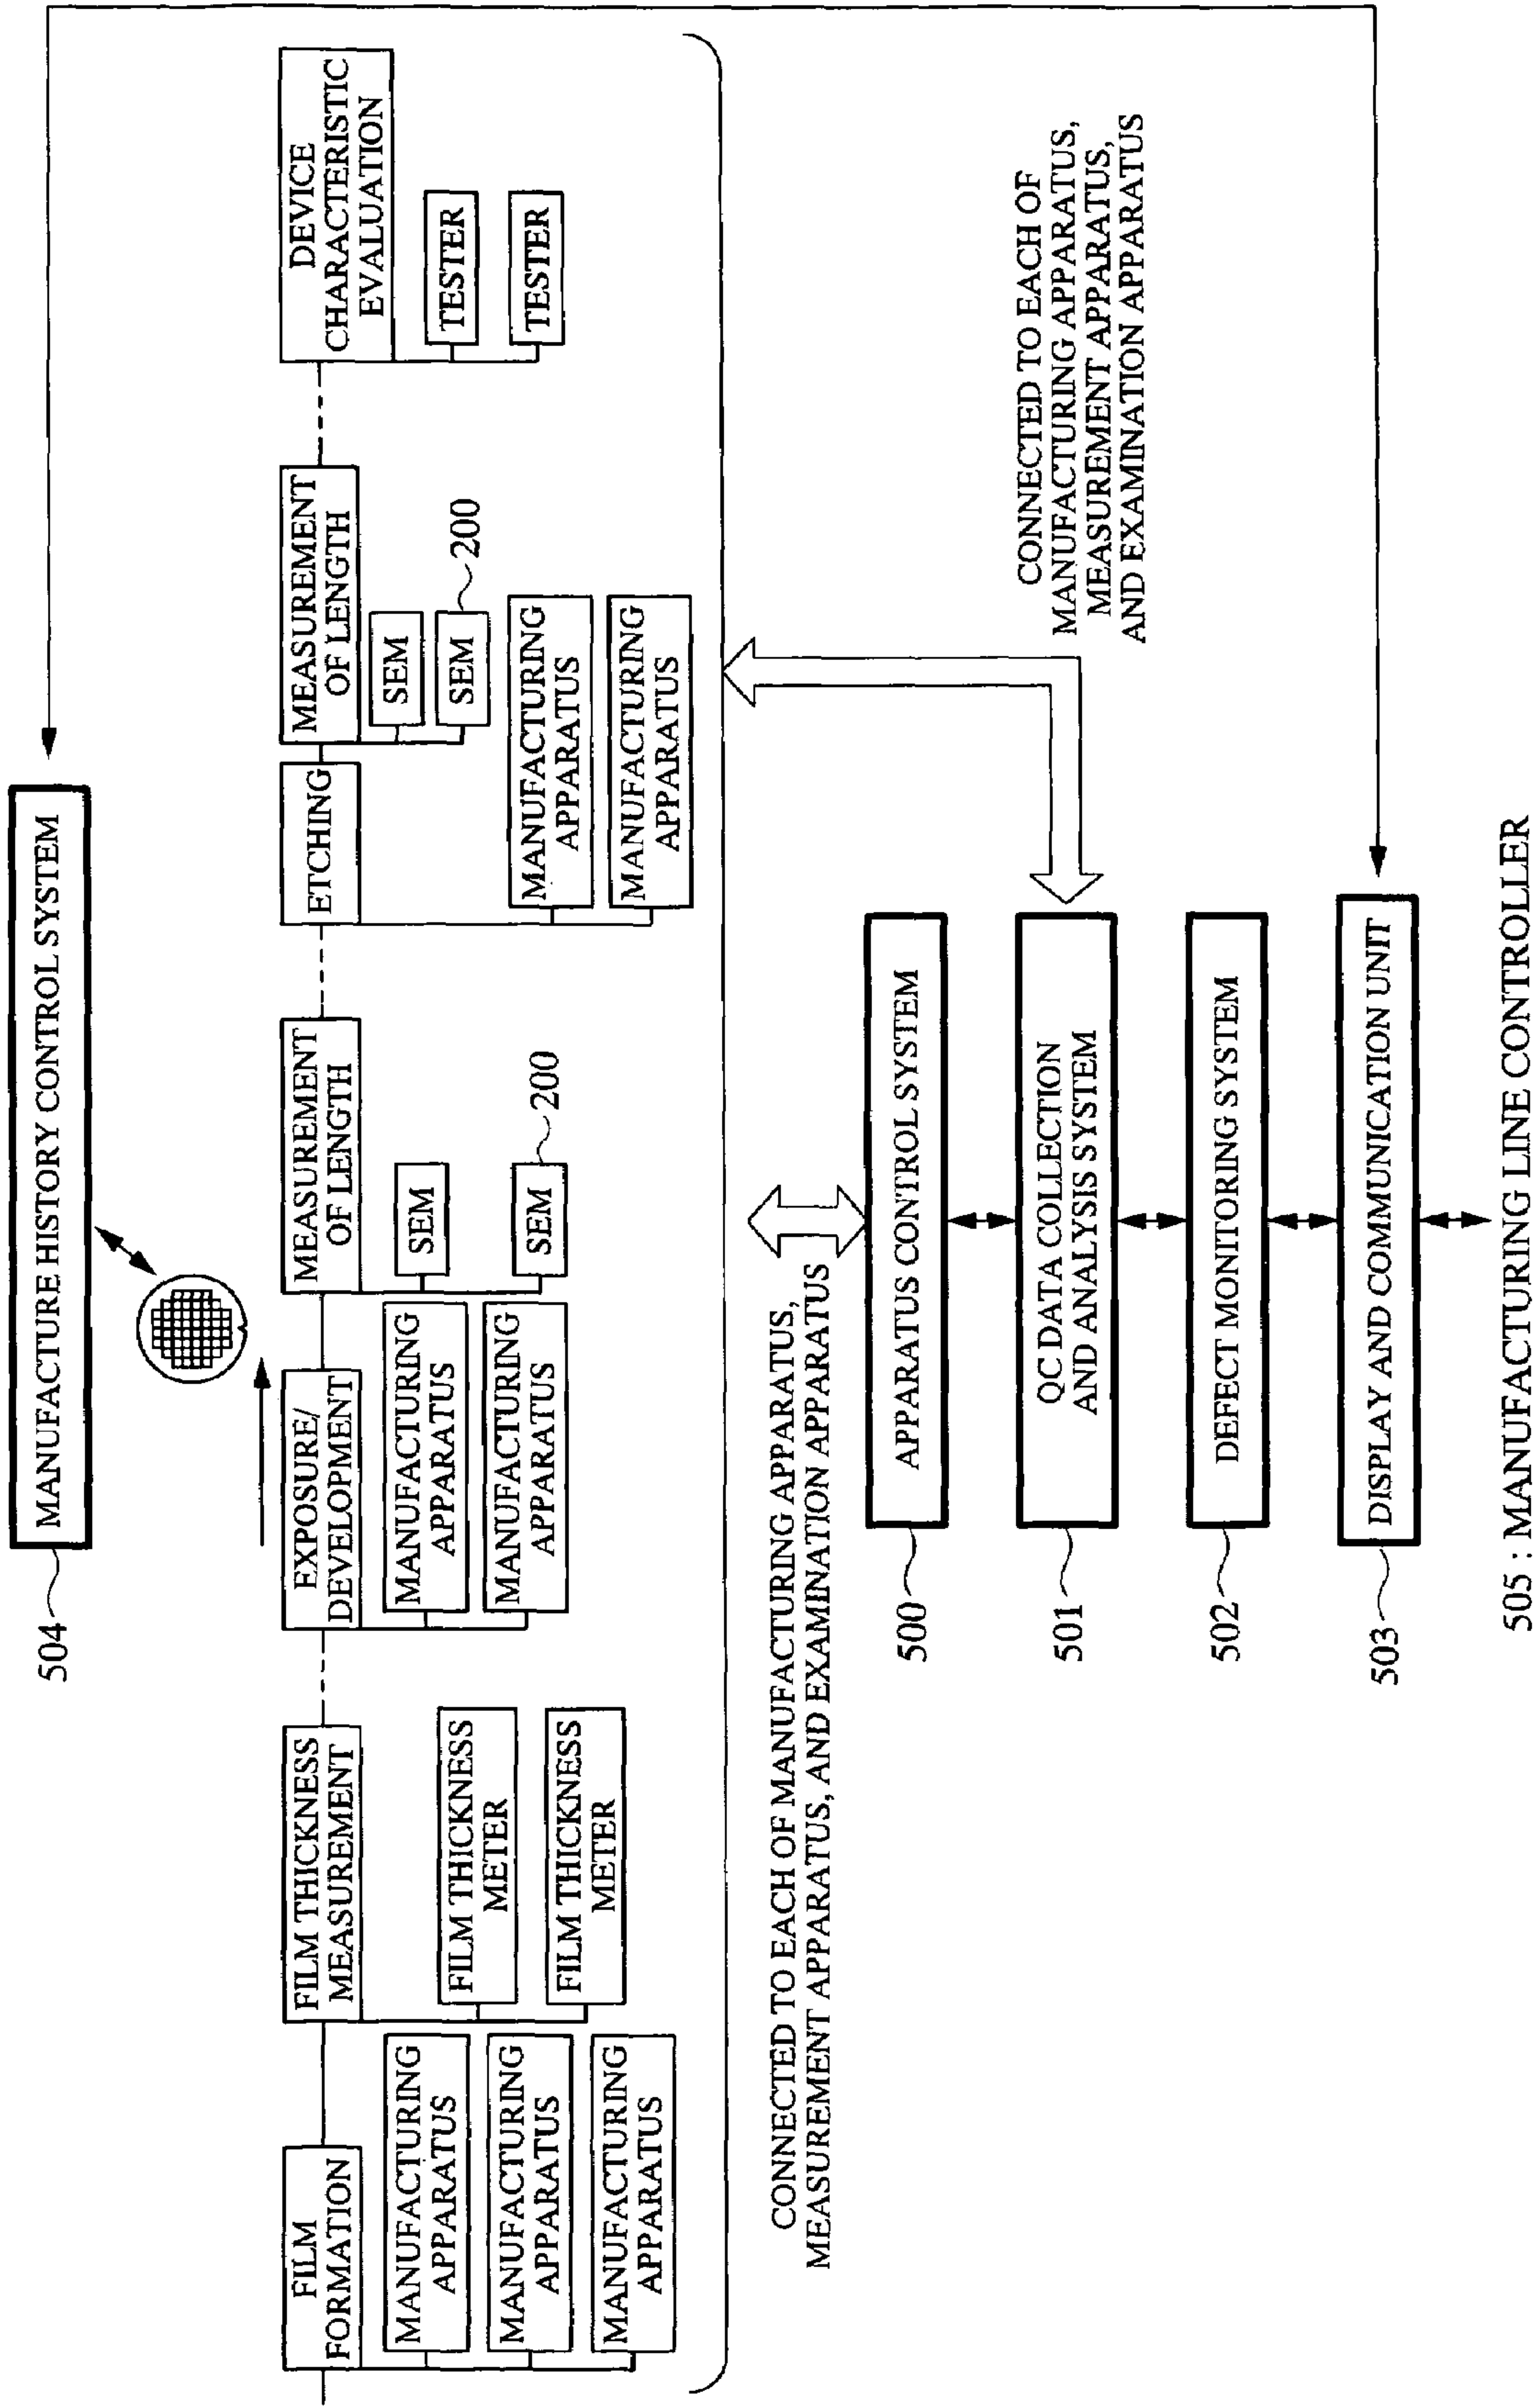 504
MANUFACTURE HISTORY CONTROL SYSTEM
FILM
FORMATION
MANUFACTURING
APPARATUS
MANUFACTURING
APPARATUS
MANUFACTURING
APPARATUS
FILM THICKNESS
MEASUREMENT
FILM THICKNESS
METER
FILM THICKNESS
METER
EXPOSURE/
DEVELOPMENT
MANUFACTURING
APPARATUS
MANUFACTURING
APPARATUS
MEASUREMENT
OF LENGTH
SEM
SEM
200
ETCHING
MANUFACTURING
APPARATUS
MANUFACTURING
APPARATUS
MEASUREMENT
OF LENGTH
SEM
SEM
200
DEVICE
CHARACTERISTIC
EVALUATION
TESTER
TESTER
CONNECTED TO EACH OF MANUFACTURING APPARATUS,
MEASUREMENT APPARATUS, AND EXAMINATION APPARATUS
CONNECTED TO EACH OF
MANUFACTURING APPARATUS,
MEASUREMENT APPARATUS,
AND EXAMINATION APPARATUS
500
APPARATUS CONTROL SYSTEM
501
QC DATA COLLECTION
AND ANALYSIS SYSTEM
502
DEFECT MONITORING SYSTEM
503
DISPLAY AND COMMUNICATION UNIT
505 : MANUFACTURING LINE CONTROLLER